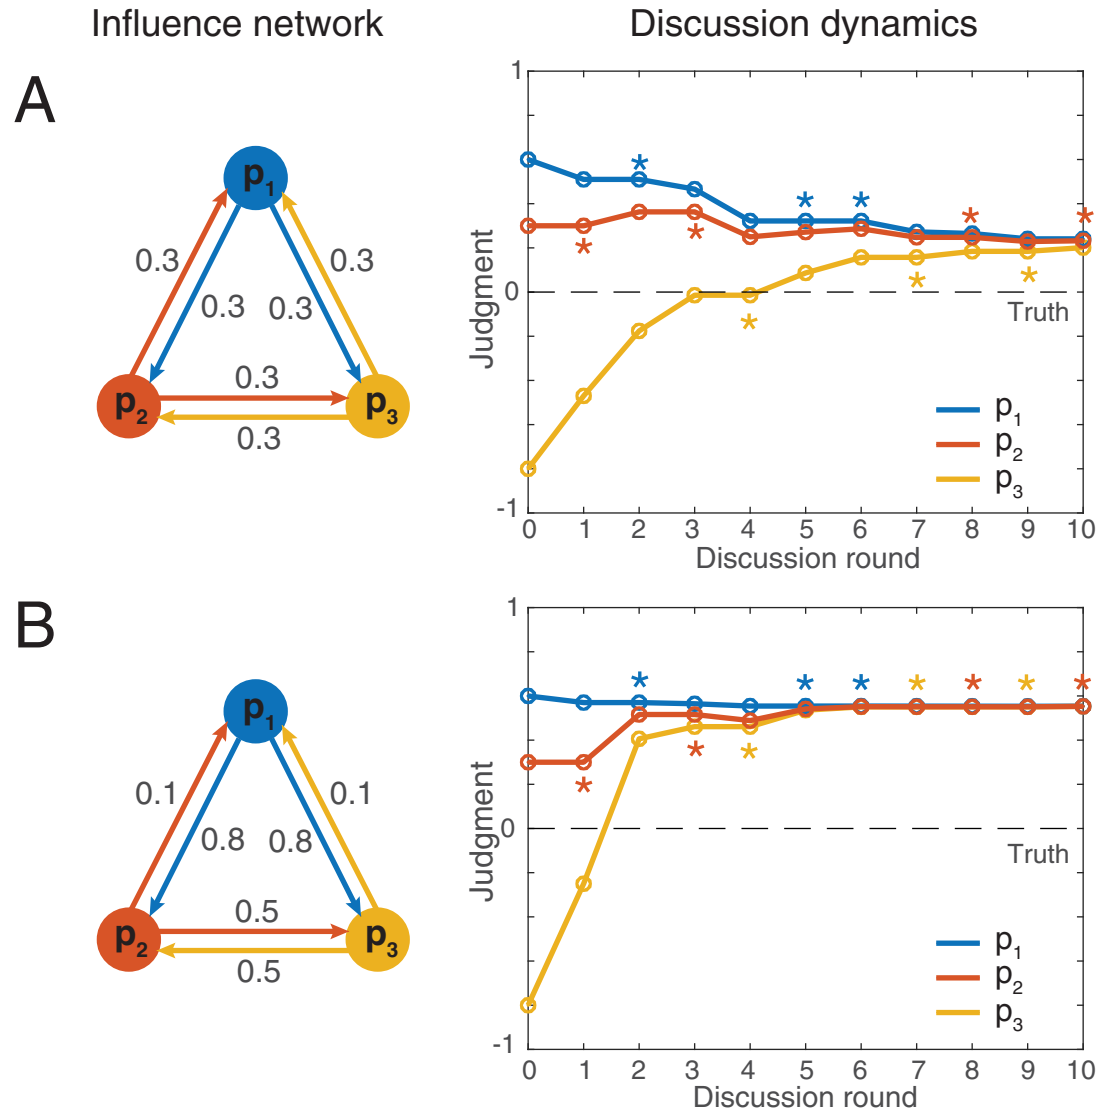 Influence network
Discussion dynamics
A
p1
p2
p3
0.3
0.3
0.3
0.3
0.3
0.3
Judgment
1
0
-1
Truth
p1
p2
p3
0 1 2 3 4 5 6 7 8 9 10
Discussion round
* * * * * * * * * *
B
p1
p2
p3
0.1
0.1
0.8
0.8
0.5
0.5
Judgment
1
0
-1
Truth
p1
p2
p3
0 1 2 3 4 5 6 7 8 9 10
Discussion round
* * * * * * * * * *